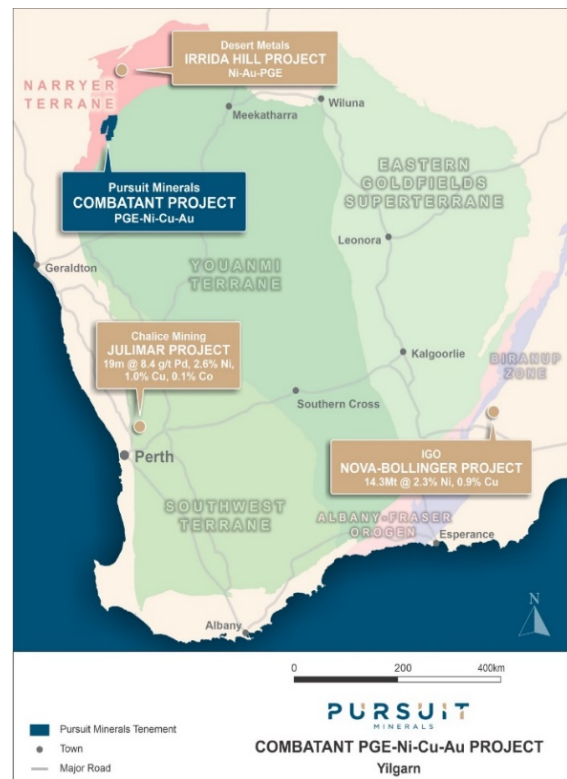 Desert Metals
IRRIDA HILL PROJECT
Ni-Au-PGE
NARRYER
TERRANE
Meekatharra
Wiluna
Pursuit Minerals
COMBATANT PROJECT
PGE-Ni-Cu-Au
EASTERN
GOLDFIELDS
SUPERTERRANE
Leonora
Geraldton
YOUANMI
TERRANE
Chalice Mining
JULIMAR PROJECT
19m @ 8.4 g/t Pd, 2.6% Ni,
1.0% Cu, 0.1% Co
Kalgoorlie
BIRANUP
ZONE
Southern Cross
Perth
IGO
NOVA-BOLLINGER PROJECT
14.3Mt @ 2.3% Ni, 0.9% Cu
SOUTHWEST
TERRANE
ALBANY-FRASER
OROGEN
Esperance
Albany
N
0 200 400km
PURSUIT
MINERALS
COMBATANT PGE-Ni-Cu-Au PROJECT
Yilgarn
Pursuit Minerals Tenement
Town
Major Road